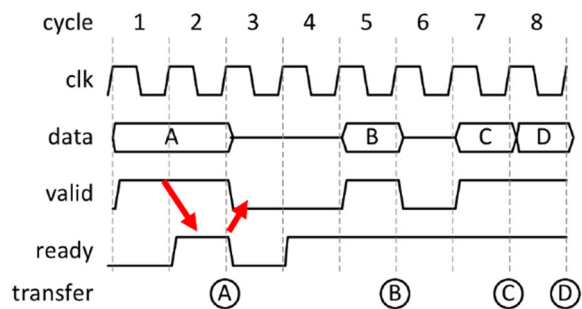 cycle 1 2 3 4 5 6 7 8
clk
data A B C D
valid
ready
transfer A B C D